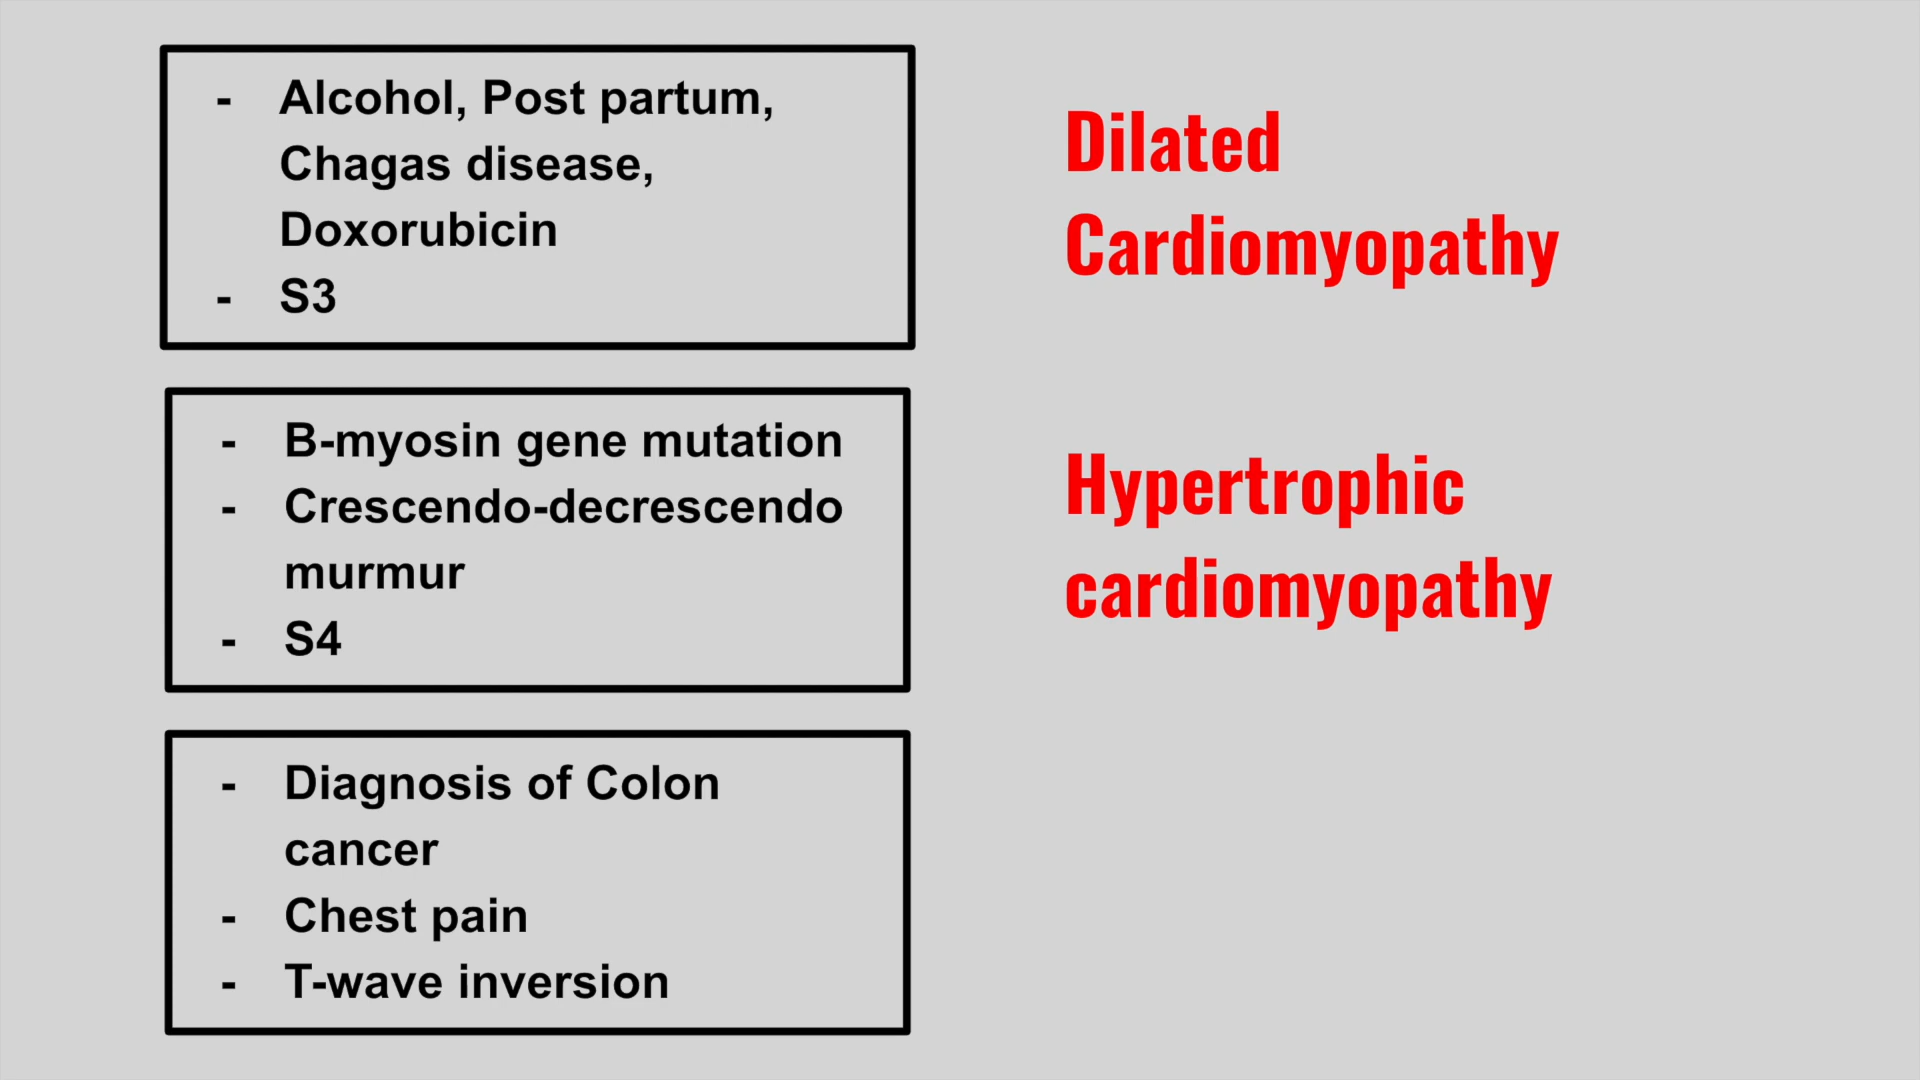 - Alcohol, Post partum,
Chagas disease,
Doxorubicin
- S3
Dilated
Cardiomyopathy
- B-myosin gene mutation
- Crescendo-decrescendo
murmur
- S4
Hypertrophic
cardiomyopathy
- Diagnosis of Colon
cancer
- Chest pain
- T-wave inversion